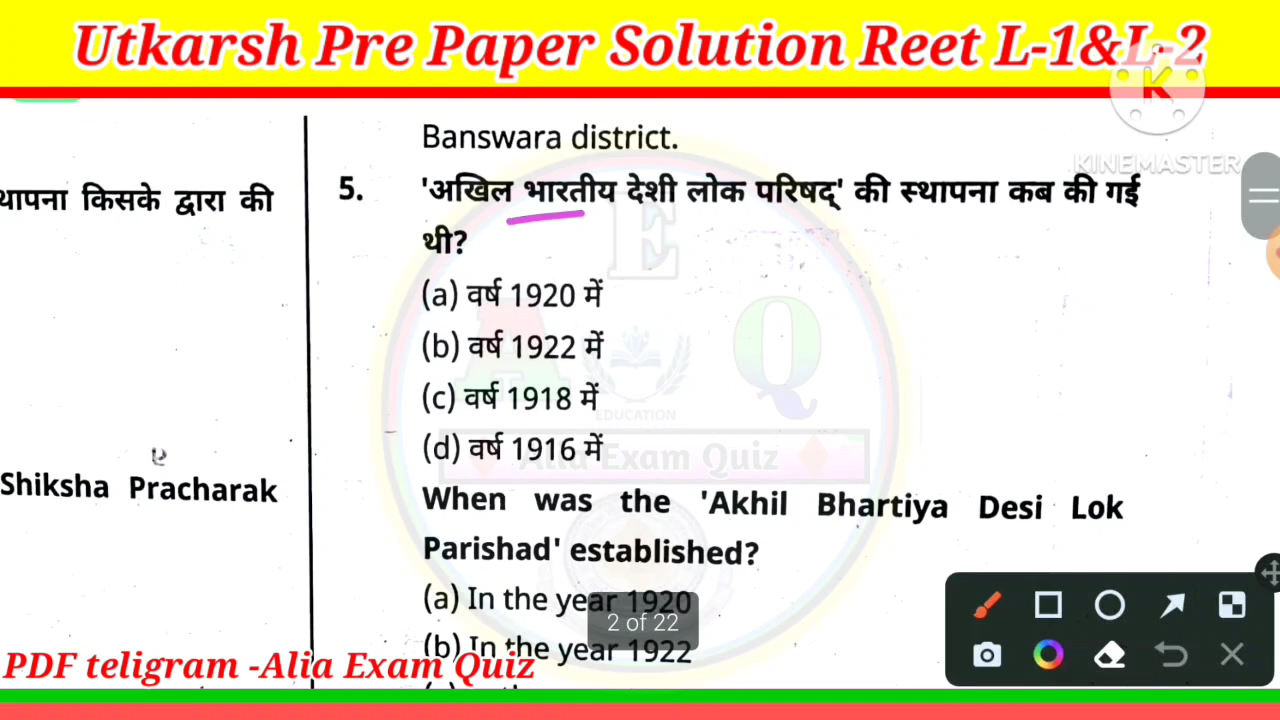 Utkarsh Pre Paper Solution Reet L-1&L-2
K
KINEMASTER
थापना किसके द्वारा की
Shiksha Pracharak
Banswara district.
5. 'अखिल भारतीय देशी लोक परिषद्' की स्थापना कब की गई
थी?
(a) वर्ष 1920 में
(b) वर्ष 1922 में
(c) वर्ष 1918 में
(d) वर्ष 1916 में
When was the 'Akhil Bhartiya Desi Lok
Parishad' established?
(a) In the year 1920
(b) In the year 1922
E
A
Q
EDUCATION
Alia Exam Quiz
2 of 22
PDF teligram -Alia Exam Quiz